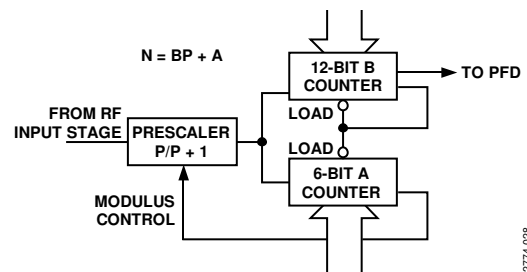 N = BP + A
12-BIT B
COUNTER
TO PFD
FROM RF
INPUT STAGE
PRESCALER
P/P + 1
LOAD
LOAD
6-BIT A
COUNTER
MODULUS
CONTROL